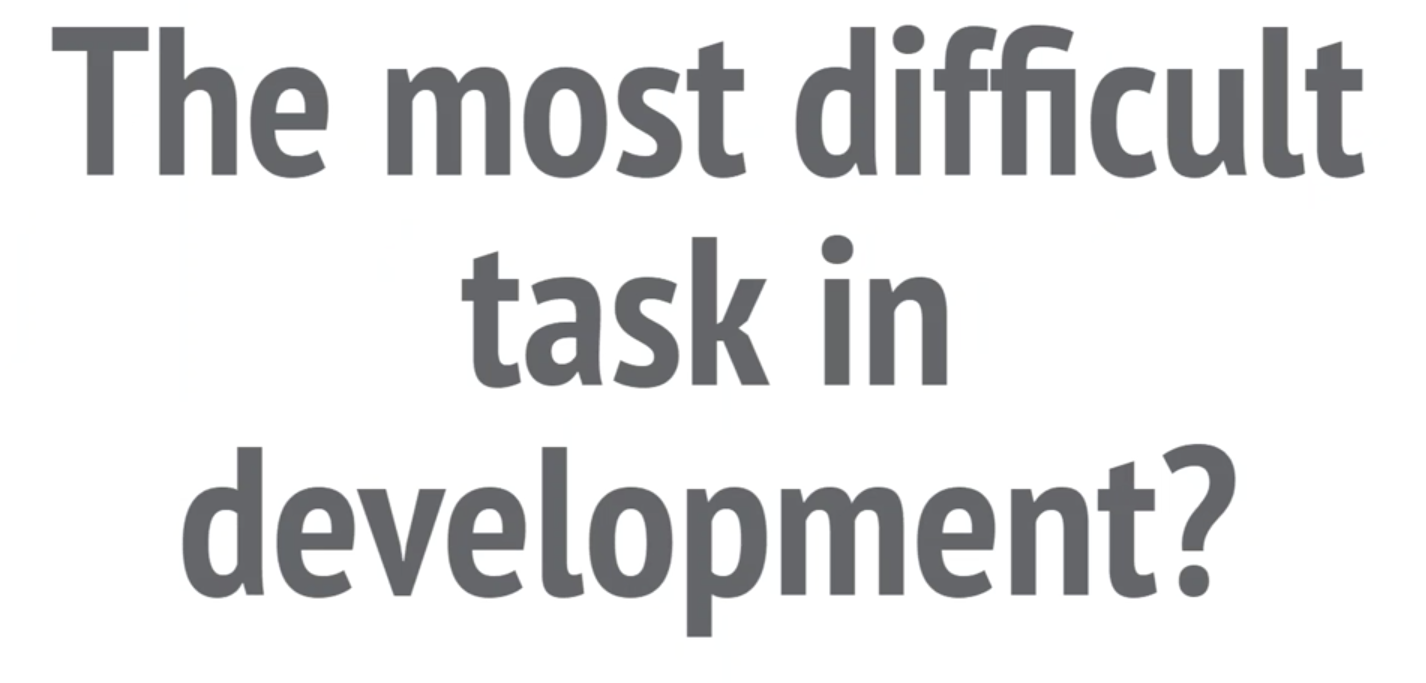 The most difficult
task in
development?